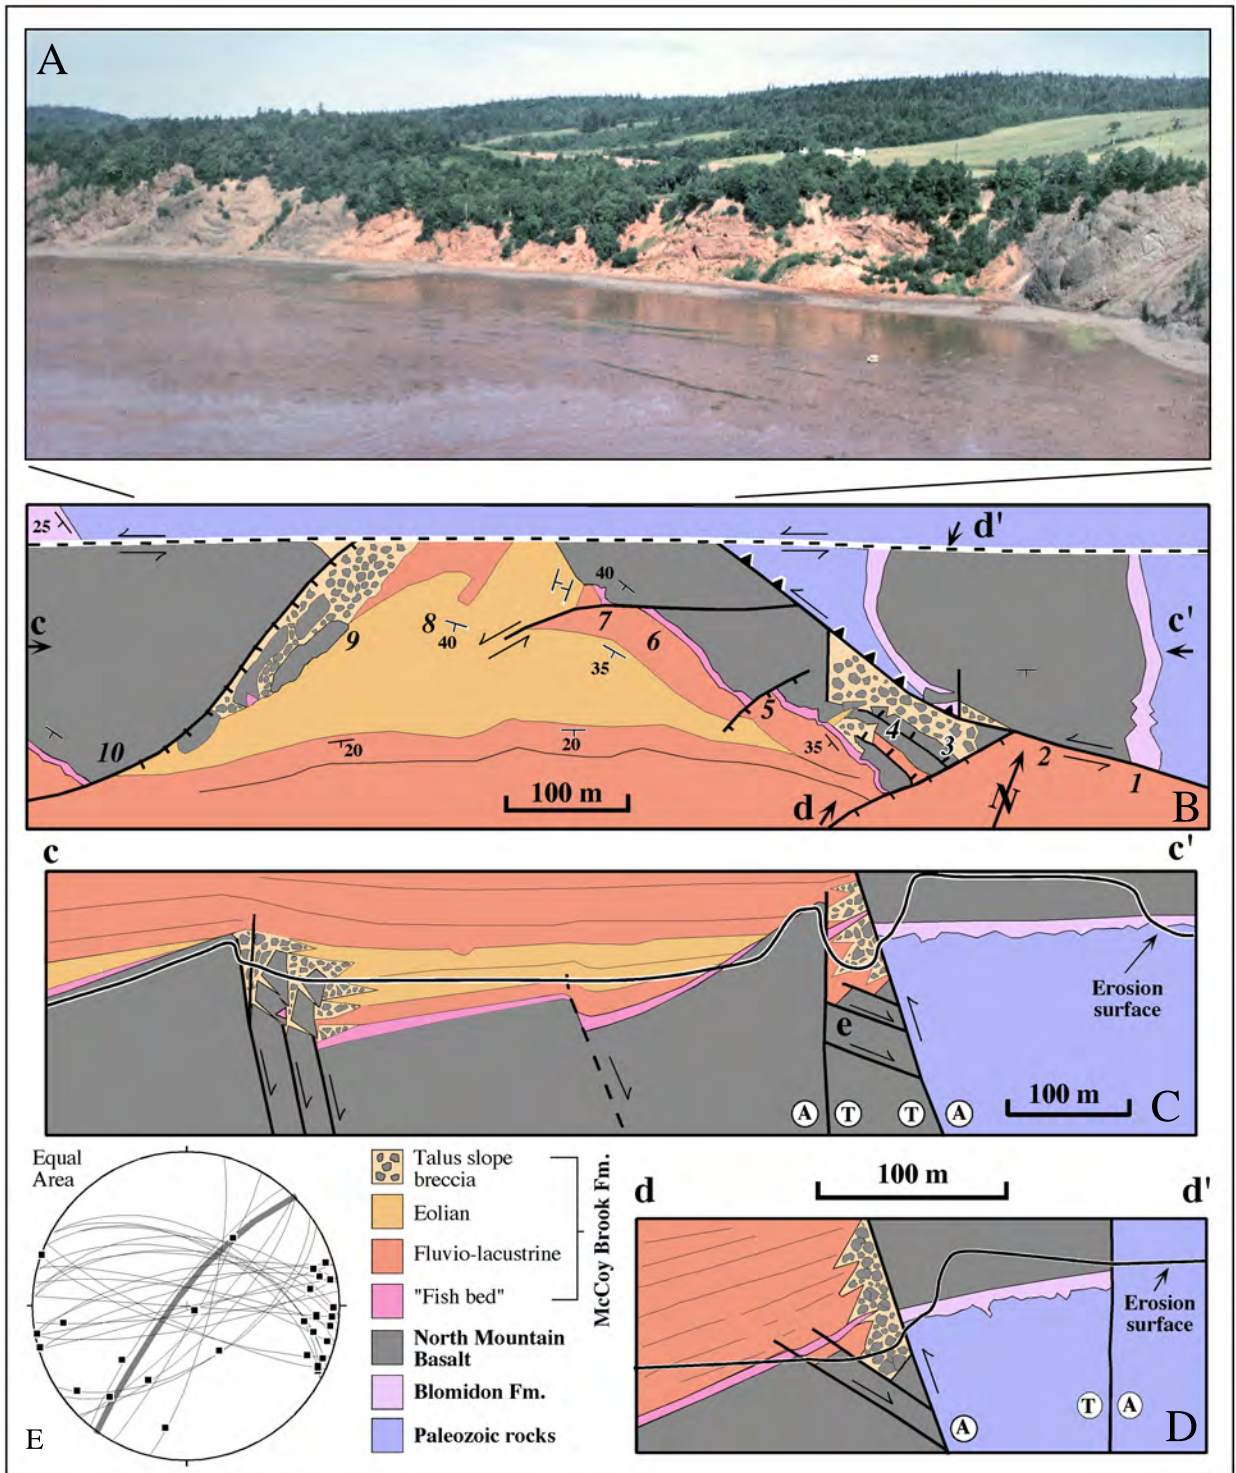 A
25
d'
c
40
8
40
9
7
6
35
c'
5
4
3
35
10
20
20
2
1
100 m
d
N
B
c
c'
Erosion
surface
e
A
T
T
A
100 m
C
Equal
Area
E
Talus slope
breccia
Eolian
Fluvio-lacustrine
"Fish bed"
McCoy Brook Fm.
North Mountain
Basalt
Blomidon Fm.
Paleozoic rocks
100 m
d
d'
Erosion
surface
T
A
A
D